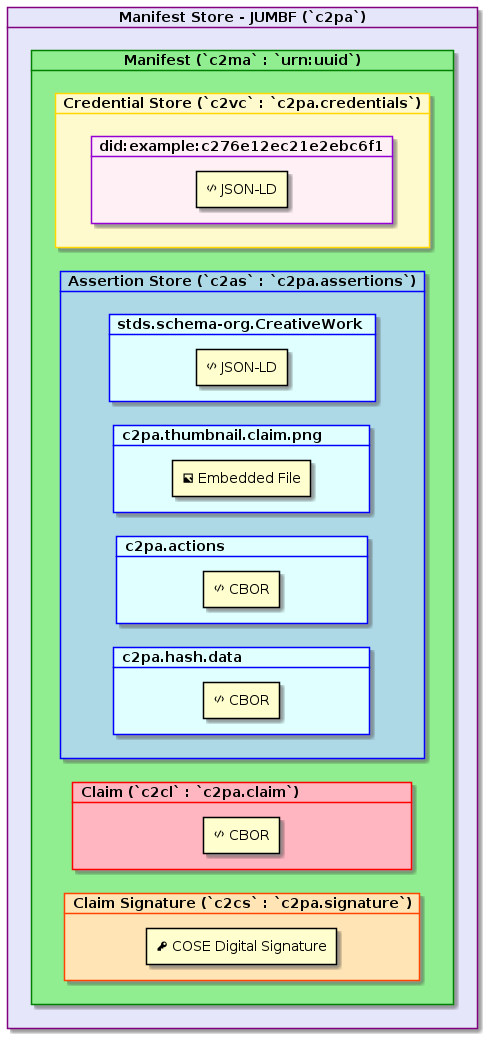 Manifest Store - JUMBF (`c2pa`)
Manifest (`c2ma` : `urn:uuid`)
Credential Store (`c2vc` : `c2pa.credentials`)
did:example:c276e12ec21e2ebc6f1
JSON-LD
Assertion Store (`c2as` : `c2pa.assertions`)
stds.schema-org.CreativeWork
JSON-LD
c2pa.thumbnail.claim.png
Embedded File
c2pa.actions
CBOR
c2pa.hash.data
CBOR
Claim (`c2cl` : `c2pa.claim`)
CBOR
Claim Signature (`c2cs` : `c2pa.signature`)
COSE Digital Signature